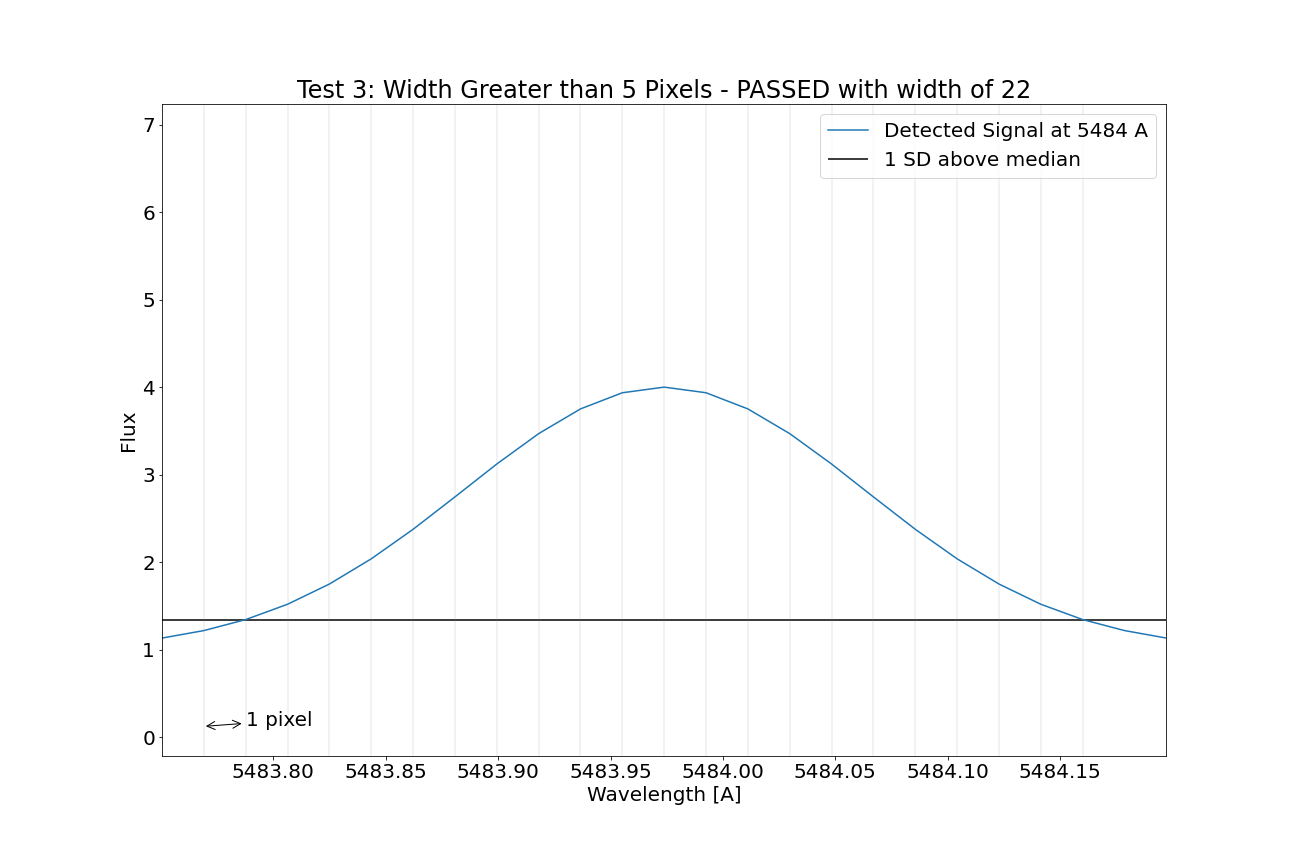 Test 3: Width Greater than 5 Pixels - PASSED with width of 22
Detected Signal at 5484 A
1 SD above median
7
6
5
4
3
2
1
0
Flux
1 pixel
5483.80 5483.85 5483.90 5483.95 5484.00 5484.05 5484.10 5484.15
Wavelength [A]